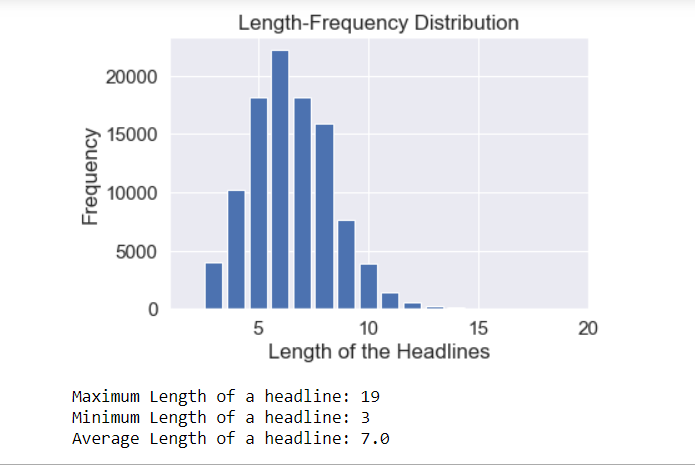 Length-Frequency Distribution
20000
15000
10000
5000
0
Frequency
5 10 15 20
Length of the Headlines
Maximum Length of a headline: 19
Minimum Length of a headline: 3
Average Length of a headline: 7.0